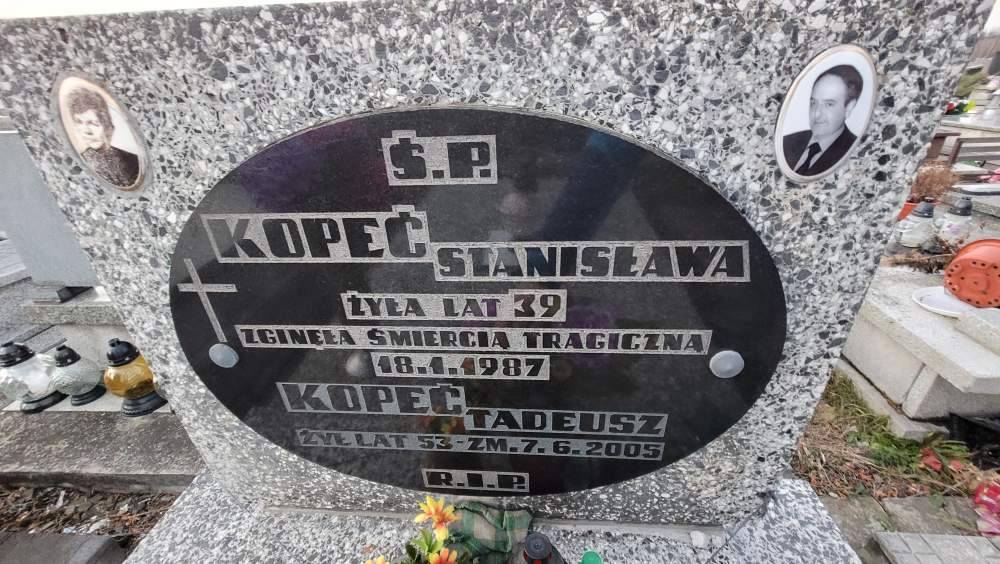 Ś.P.
KOPEĆ STANISŁAWA
ŻYŁA LAT 39
ZGINĘŁA ŚMIERCIĄ TRAGICZNĄ
18.1.1987
KOPEĆ TADEUSZ
ŻYŁ LAT 53-ZM.7.6.2005
R.I.P.